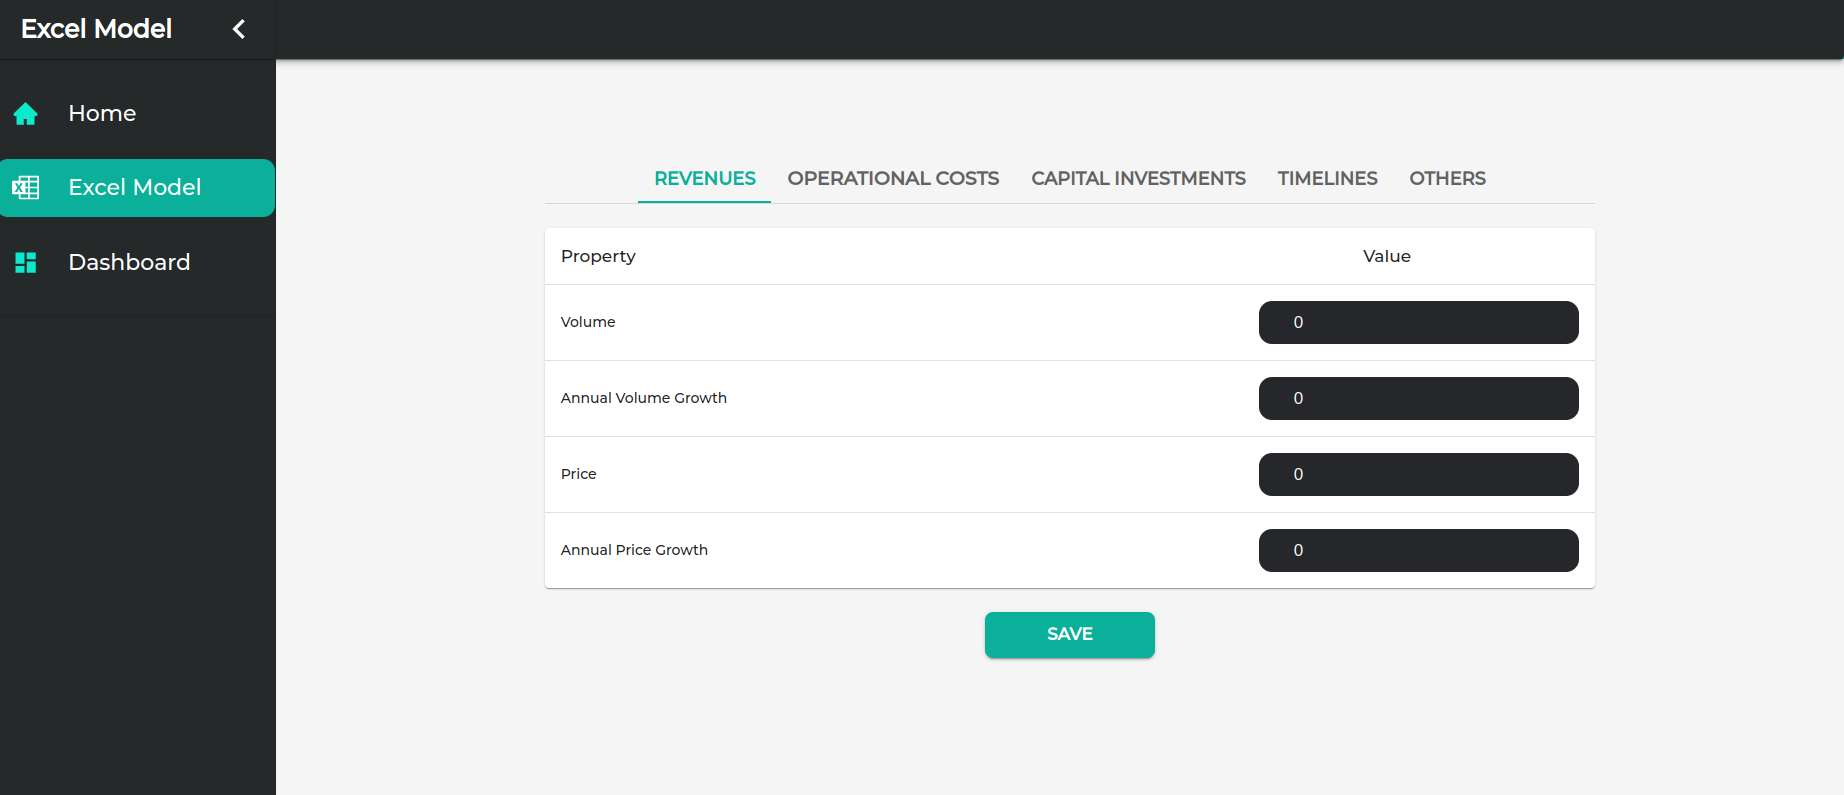 Excel Model
Home
Excel Model
Dashboard
REVENUES OPERATIONAL COSTS CAPITAL INVESTMENTS TIMELINES OTHERS
Property Value
Volume 0
Annual Volume Growth 0
Price 0
Annual Price Growth 0
SAVE